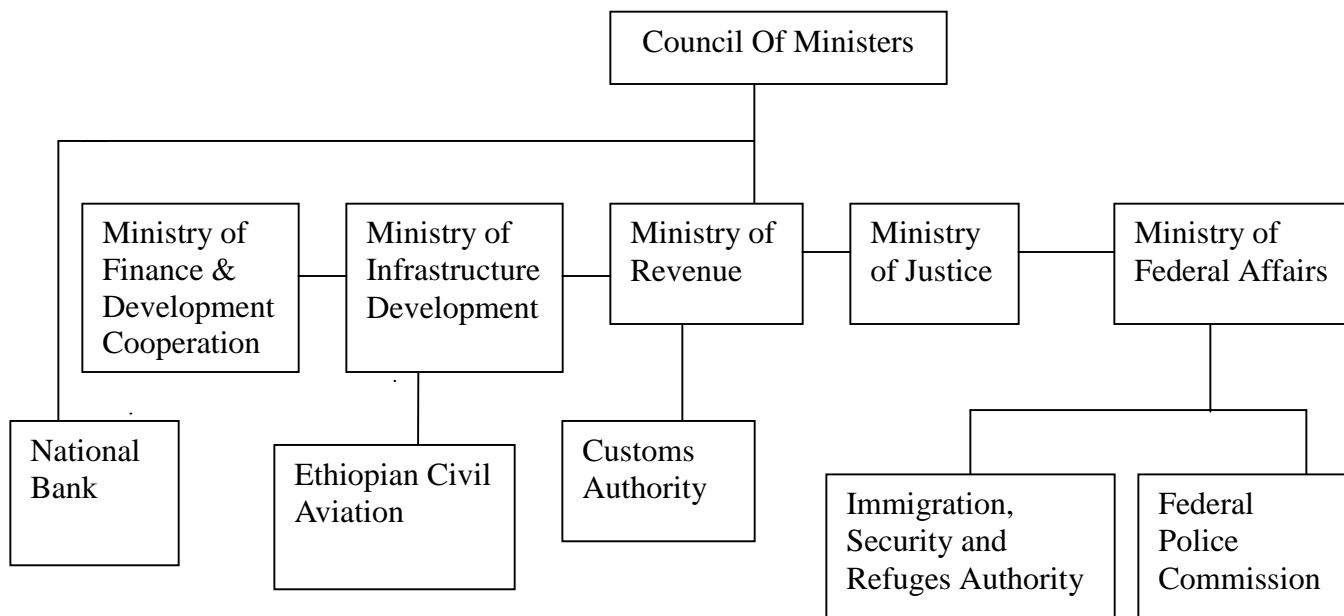 Council Of Ministers
Ministry of
Finance &
Development
Cooperation
Ministry of
Infrastructure
Development
Ministry of
Revenue
Ministry
of Justice
Ministry of
Federal Affairs
National
Bank
Ethiopian Civil
Aviation
Customs
Authority
Immigration,
Security and
Refuges Authority
Federal
Police
Commission